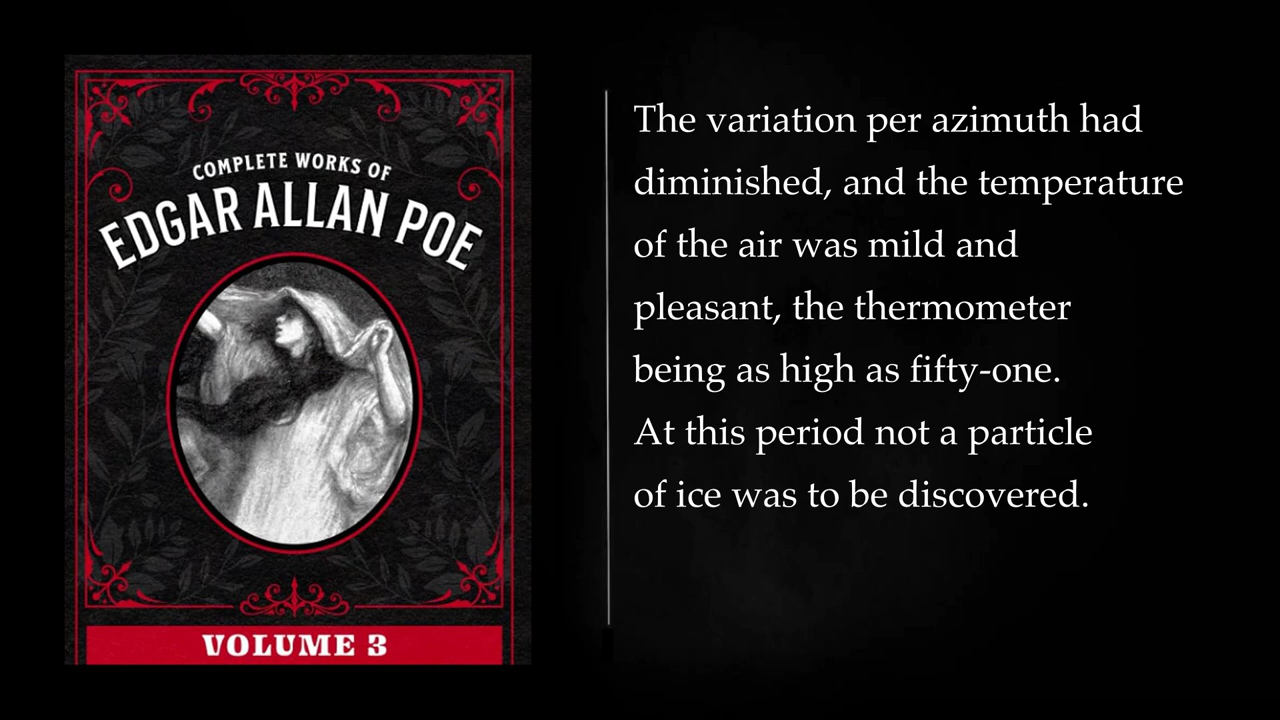 COMPLETE WORKS OF
EDGAR ALLAN POE
VOLUME 3
The variation per azimuth had
diminished, and the temperature
of the air was mild and
pleasant, the thermometer
being as high as fifty-one.
At this period not a particle
of ice was to be discovered.